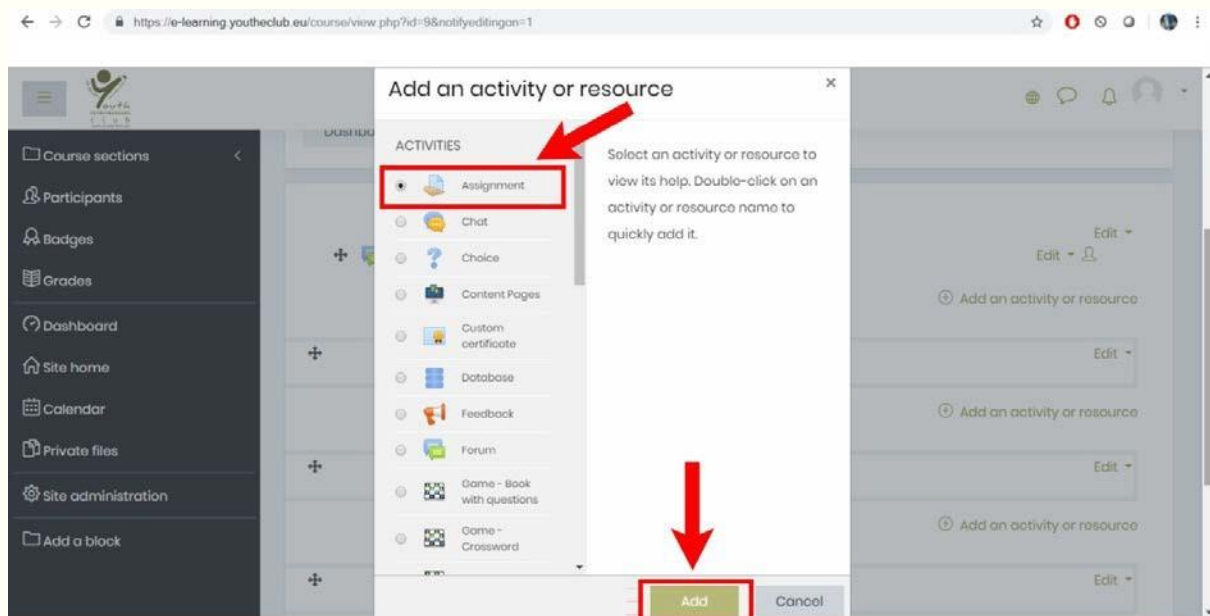 https://e-learning.youtheclub.eu/course/view.php?id=9&notifyeditingon=1
Youth
CLUB
Add an activity or resource
×
Course sections
Participants
Badges
Grades
Dashboard
Site home
Calendar
Private files
Site administration
Add a block
ACTIVITIES
Assignment
Chat
Choice
Content Pages
Custom
certificate
Database
Feedback
Forum
Game - Book
with questions
Game -
Crossword
Select an activity or resource to
view its help. Double-click on an
activity or resource name to
quickly add it.
Add
Cancel
Edit
Edit
Add an activity or resource
Edit
Add an activity or resource
Edit
Add an activity or resource
Edit